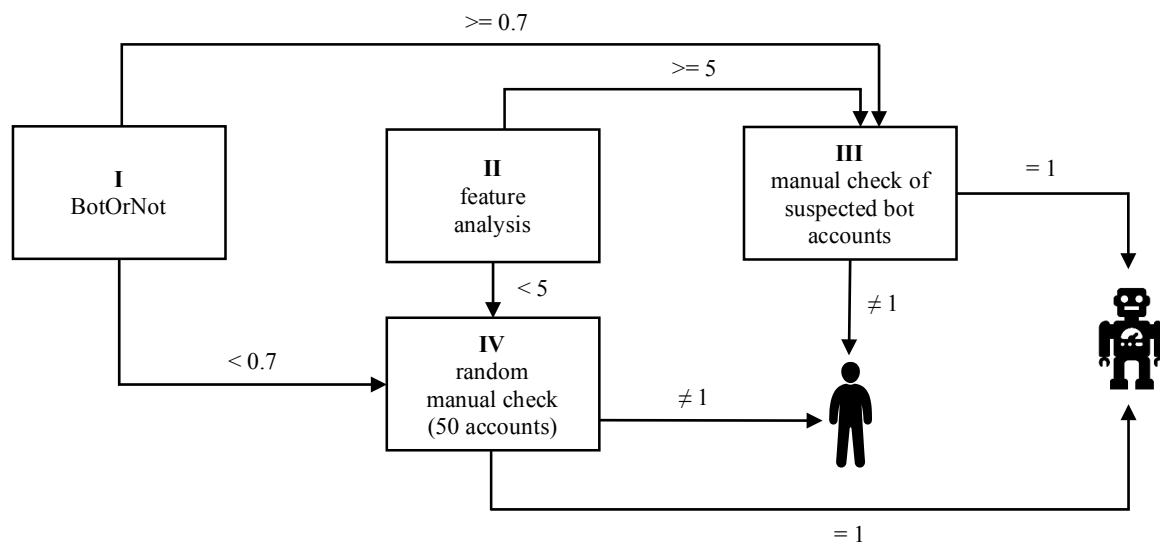 >= 0.7
>= 5
I
BotOrNot
II
feature
analysis
III
manual check of
suspected bot
accounts
= 1
< 5
≠ 1
IV
random
manual check
(50 accounts)
< 0.7
≠ 1
= 1